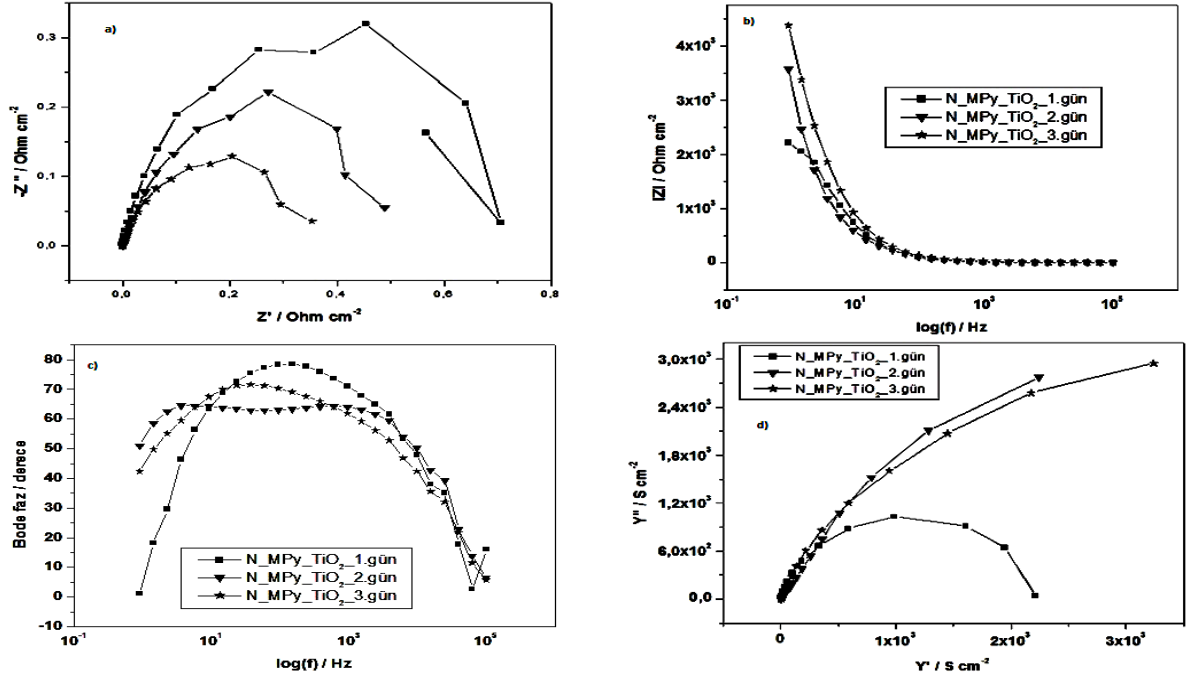 a)
0.3
0.2
0.1
0.0
-Z" / Ohm cm⁻²
0,0
0,2
0,4
0,6
0,8
Z' / Ohm cm⁻²
b)
4x10³
3x10³
2x10³
1x10³
0
IZI / Ohm cm⁻²
N_MPy_TiO₂_1.gün
N_MPy_TiO₂_2.gün
N_MPy_TiO₂_3.gün
10⁻¹
10¹
10³
10⁵
log(f) / Hz
c)
80
70
60
50
40
30
20
10
0
-10
Bode faz / derece
N_MPy_TiO₂_1.gün
N_MPy_TiO₂_2.gün
N_MPy_TiO₂_3.gün
10⁻¹
10¹
10³
10⁵
log(f) / Hz
N_MPy_TiO₂_1.gün
N_MPy_TiO₂_2.gün
N_MPy_TiO₂_3.gün
d)
3,0x10³
2,4x10³
1,8x10³
1,2x10³
6,0x10²
0,0
Y" / S cm⁻²
0
1x10³
2x10³
3x10³
Y' / S cm⁻²